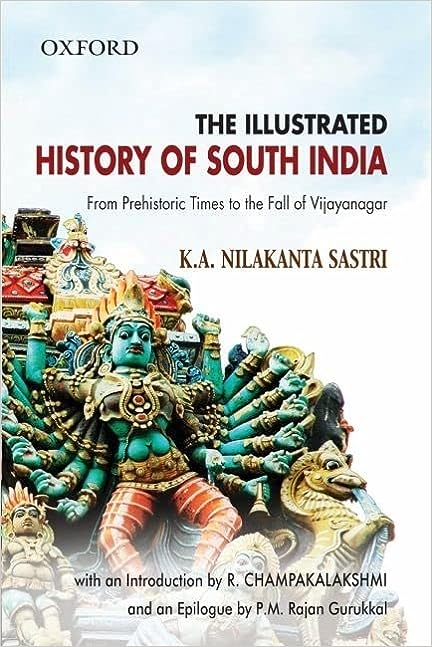 OXFORD
THE ILLUSTRATED
HISTORY OF SOUTH INDIA
From Prehistoric Times to the Fall of Vijayanagar
K.A. NILAKANTA SASTRI
with an Introduction by R. CHAMPAKALAKSHMI
and an Epilogue by P.M. Rajan Gurukkal